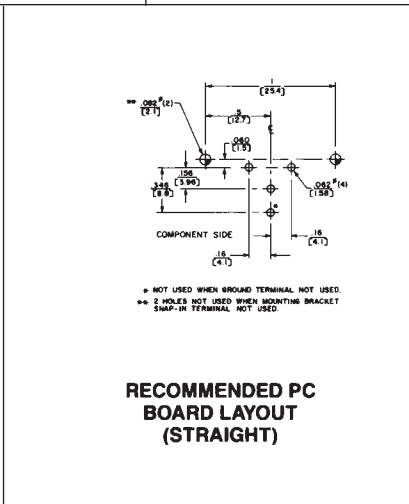 1
[25.4]
.5
[12.7]
℄
** .082 ø(2)
[2.1]
.060
[1.5]
.156
[3.96]
.062 ø(4)
[1.58]
[8.8]
*
COMPONENT SIDE
.16
[4.1]
.16
[4.1]
* NOT USED WHEN GROUND TERMINAL NOT USED.
** 2 HOLES NOT USED WHEN MOUNTING BRACKET
SNAP-IN TERMINAL NOT USED.
RECOMMENDED PC
BOARD LAYOUT
(STRAIGHT)